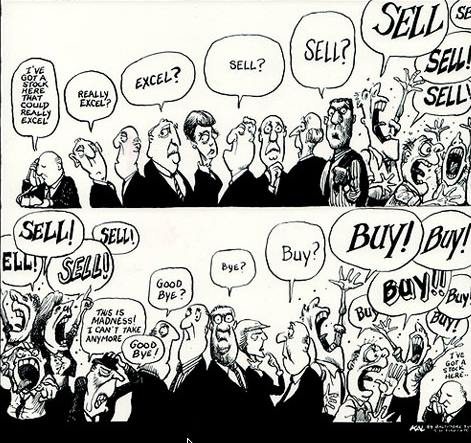 I'VE
GOT A
STOCK
HERE
THAT
COULD
REALLY
EXCEL
REALLY
EXCEL?
EXCEL?
SELL?
SELL?
SELL
SE
SELL!
SELL!
ELL!
SELL!
SELL!
SELL!
THIS IS
MADNESS!
I CAN'T TAKE
ANYMORE
GOOD
BYE!
GOOD
BYE?
BYE?
BUY?
BUY!
BUY!
BUY!!
BUY
BUY!
BUY!
I'VE
GOT A
STOCK
HERE..
KAL